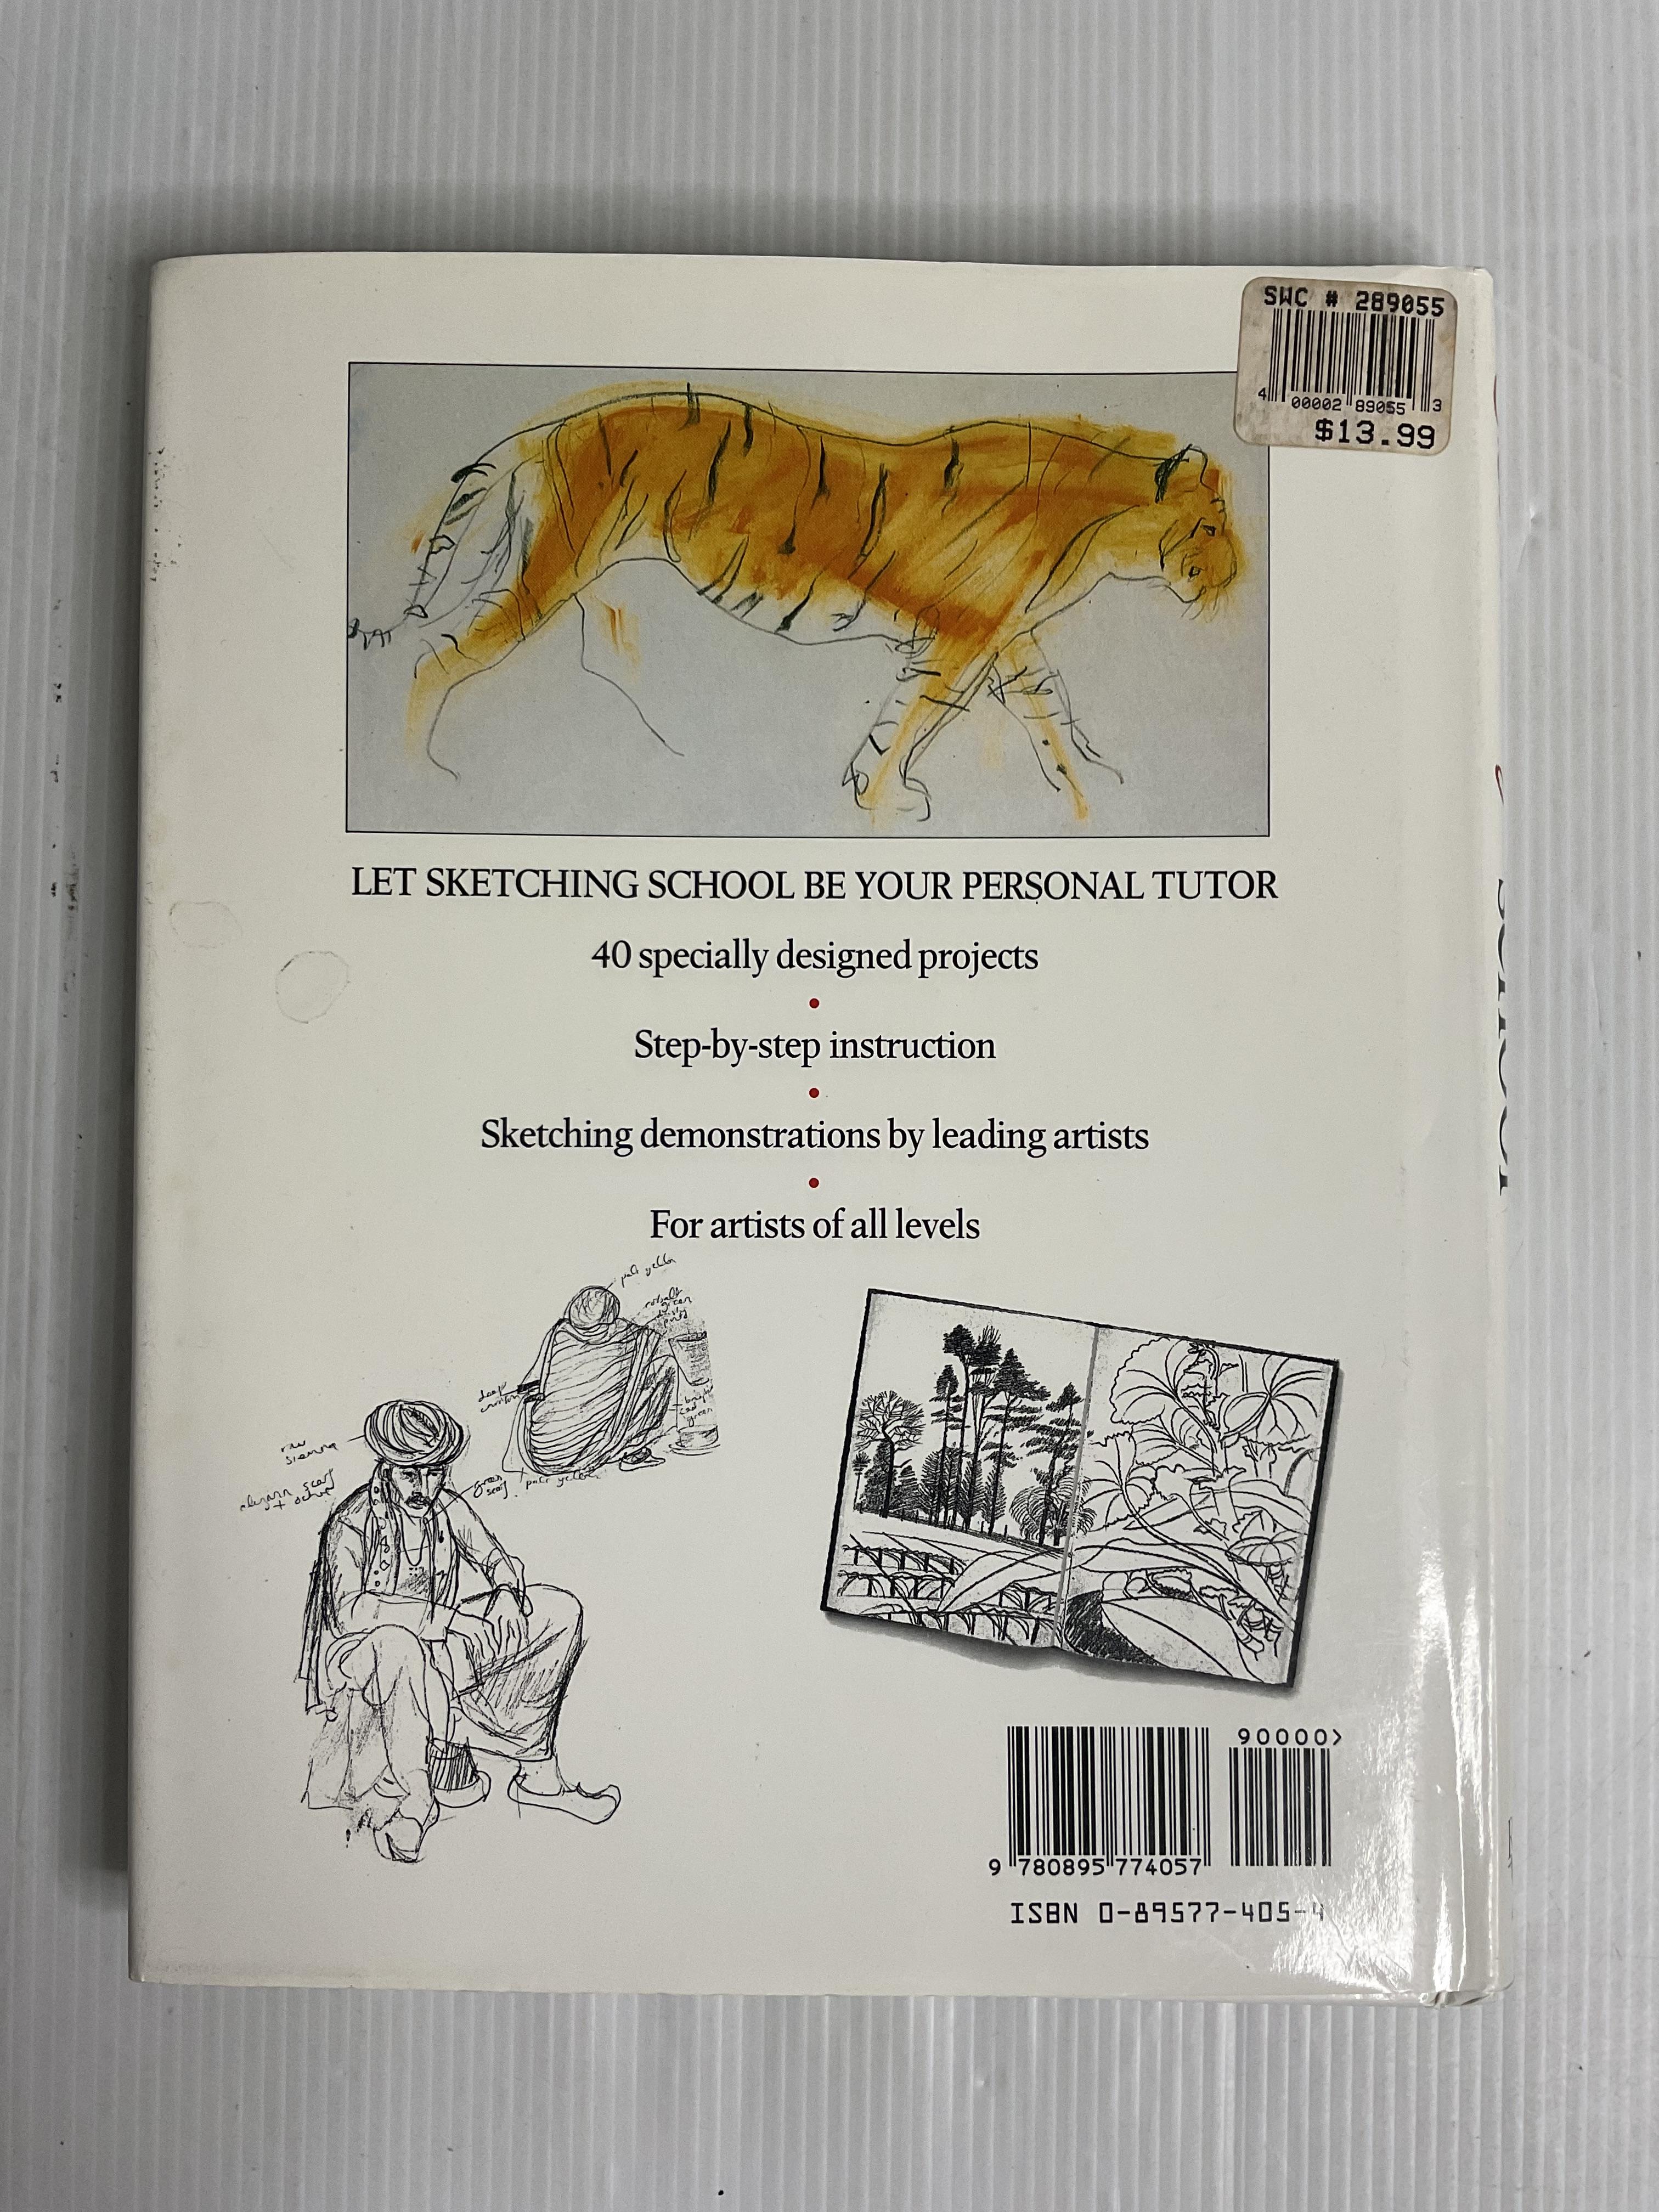 SWC # 289055
4 00002 89055 3
$13.99
LET SKETCHING SCHOOL BE YOUR PERSONAL TUTOR
40 specially designed projects
•
Step-by-step instruction
•
Sketching demonstrations by leading artists
•
For artists of all levels
pale yellow
raw
sienna
green
scarf
pale yellow
90000>
9 780895 774057
ISBN 0-89577-405-4